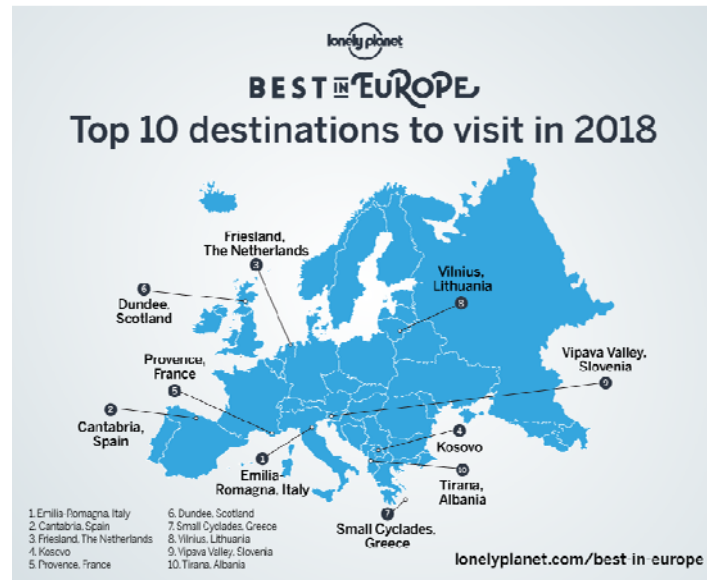 lonely planet
BEST IN EUROPE
Top 10 destinations to visit in 2018
Friesland,
The Netherlands
3
Vilnius,
Lithuania
8
6
Dundee,
Scotland
Provence,
France
5
Vipava Valley,
Slovenia
9
2
Cantabria,
Spain
4
Kosovo
1
Emilia-
Romagna, Italy
10
Tirana,
Albania
7
Small Cyclades,
Greece
1. Emilia-Romagna, Italy
2. Cantabria, Spain
3. Friesland, The Netherlands
4. Kosovo
5. Provence, France
6. Dundee, Scotland
7. Small Cyclades, Greece
8. Vilnius, Lithuania
9. Vipava Valley, Slovenia
10. Tirana, Albania
lonelyplanet.com/best-in-europe